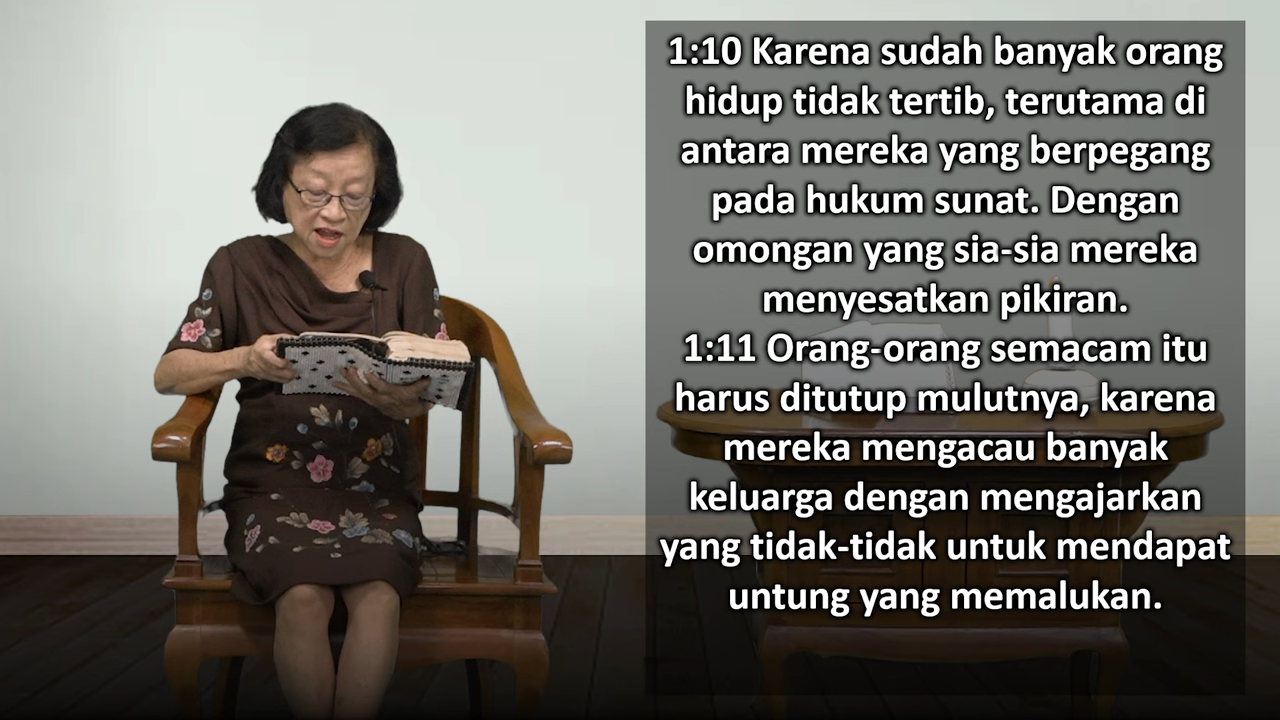 1:10 Karena sudah banyak orang
hidup tidak tertib, terutama di
antara mereka yang berpegang
pada hukum sunat. Dengan
omongan yang sia-sia mereka
menyesatkan pikiran.
1:11 Orang-orang semacam itu
harus ditutup mulutnya, karena
mereka mengacau banyak
keluarga dengan mengajarkan
yang tidak-tidak untuk mendapat
untung yang memalukan.